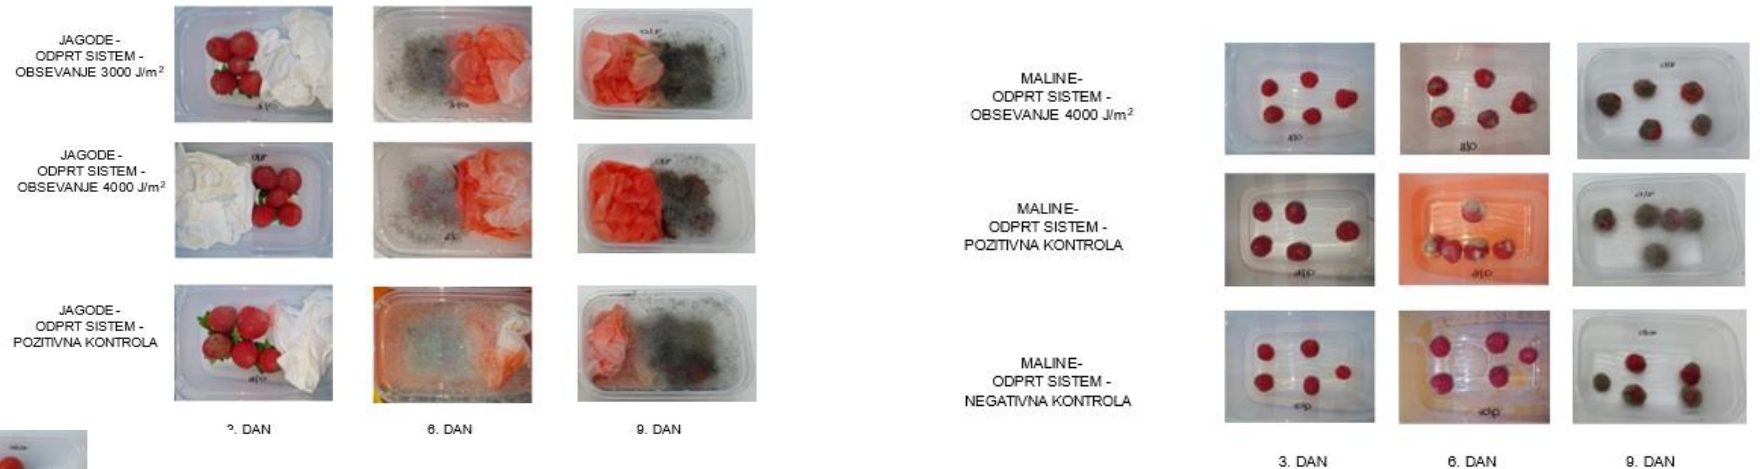 JAGODE -
ODPRT SISTEM -
OBSEVANJE 3000 J/m²
JAGODE -
ODPRT SISTEM -
OBSEVANJE 4000 J/m²
JAGODE -
ODPRT SISTEM -
POZITIVNA KONTROLA
DAN
6. DAN
9. DAN
MALINE-
ODPRT SISTEM -
OBSEVANJE 4000 J/m²
MALINE-
ODPRT SISTEM -
POZITIVNA KONTROLA
MALINE-
ODPRT SISTEM -
NEGATIVNA KONTROLA
3. DAN
6. DAN
9. DAN